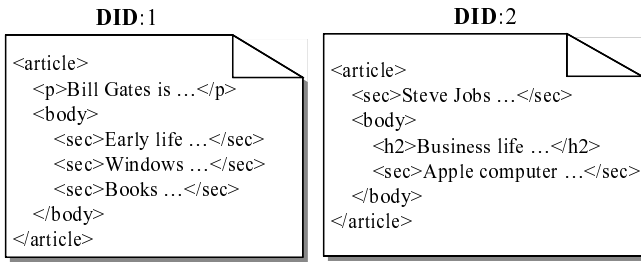 DID:1
<article>
<p>Bill Gates is …</p>
<body>
<sec>Early life …</sec>
<sec>Windows …</sec>
<sec>Books …</sec>
</body>
</article>
DID:2
<article>
<sec>Steve Jobs …</sec>
<body>
<h2>Business life …</h2>
<sec>Apple computer …</sec>
</body>
</article>